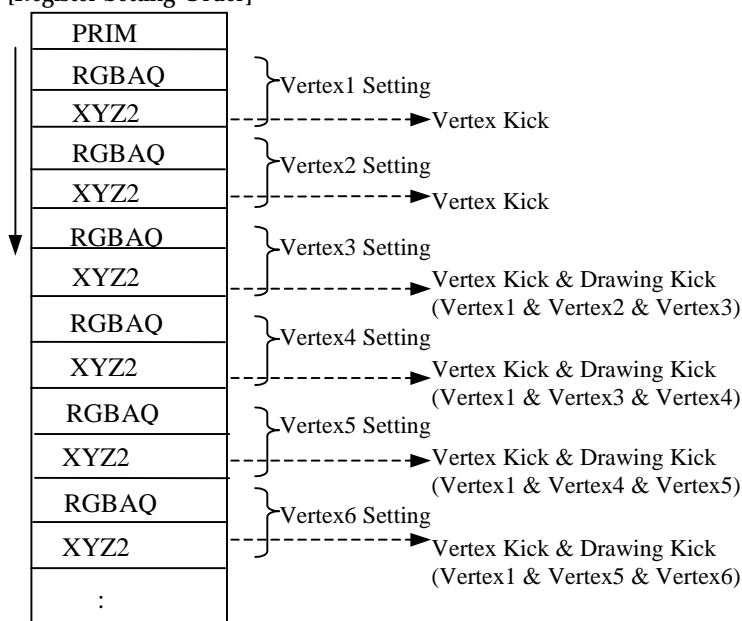 [Register Setting Order]
PRIM
RGBAQ
Vertex1 Setting
XYZ2
Vertex Kick
RGBAQ
Vertex2 Setting
XYZ2
Vertex Kick
RGBAQ
Vertex3 Setting
XYZ2
Vertex Kick & Drawing Kick
(Vertex1 & Vertex2 & Vertex3)
RGBAQ
Vertex4 Setting
XYZ2
Vertex Kick & Drawing Kick
(Vertex1 & Vertex3 & Vertex4)
RGBAQ
Vertex5 Setting
XYZ2
Vertex Kick & Drawing Kick
(Vertex1 & Vertex4 & Vertex5)
RGBAQ
Vertex6 Setting
XYZ2
Vertex Kick & Drawing Kick
(Vertex1 & Vertex5 & Vertex6)
: